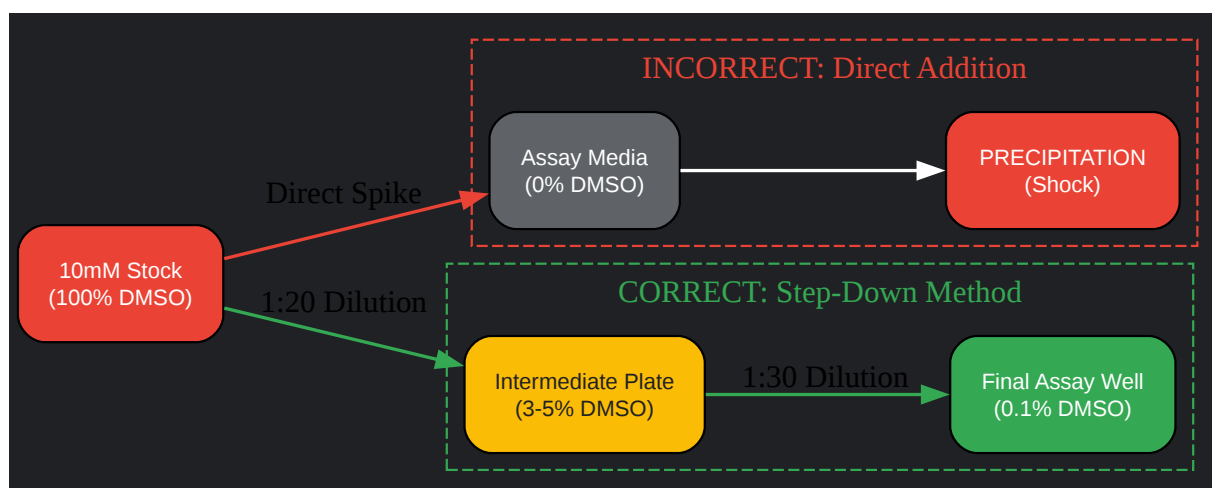 INCORRECT: Direct Addition
Assay Media
(0% DMSO)
PRECIPITATION
(Shock)
Direct Spike
10mM Stock
(100% DMSO)
1:20 Dilution
CORRECT: Step-Down Method
Intermediate Plate
(3-5% DMSO)
1:30 Dilution
Final Assay Well
(0.1% DMSO)